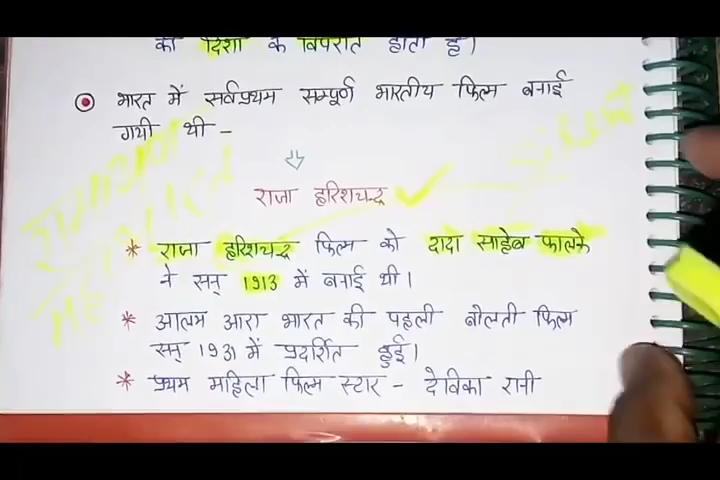 की दिशा के विपरीत होती है।
भारत में सर्वप्रथम सम्पूर्ण भारतीय फिल्म बनाई
गयी थी -
राजा हरिशचन्द्र
* राजा हरिशचन्द्र फिल्म को दादा साहेब फाल्के
ने सन् 1913 में बनाई थी।
* आलम आरा भारत की पहली बोलती फिल्म
सन् 1931 में प्रदर्शित हुई।
* प्रथम महिला फिल्म स्टार - देविका रानी